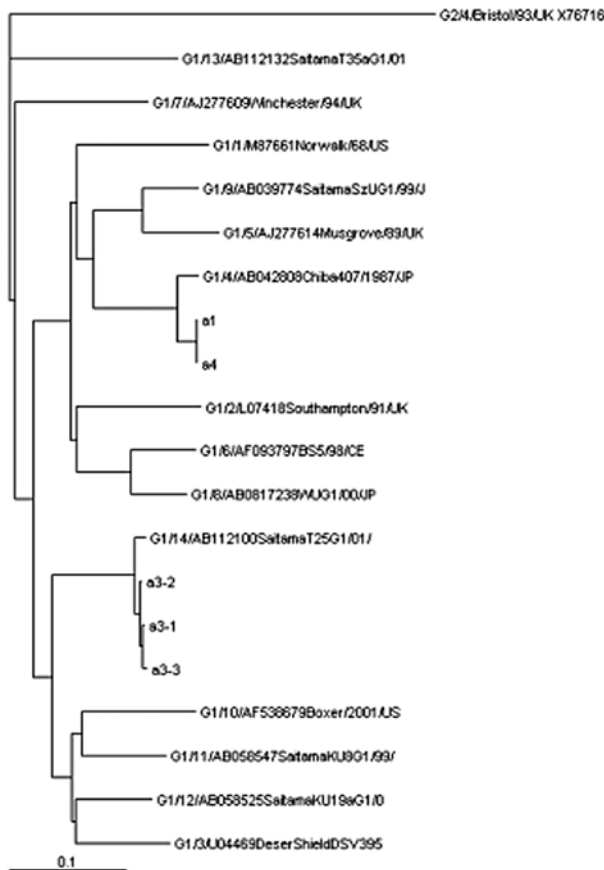 G2/4/Bristol/93/UK X76716
G1/13/AB112132SaitamaT35aG1/01
G1/7/AJ277609Winchester/94/UK
G1/1/M87661Norwalk/68/US
G1/9/AB039774SaitamaSzUG1/99/J
G1/5/AJ277614Musgrove/89/UK
G1/4/AB042808Chiba407/1987/JP
a1
a4
G1/2/L07418Southampton/91/UK
G1/6/AF093797BS5/98/CE
G1/8/AB0817238WUG1/00/JP
G1/14/AB112100SaitamaT25G1/01/
a3-2
a3-1
a3-3
G1/10/AF538679Boxer/2001/US
G1/11/AB058547SaitamaKU8G1/99/
G1/12/AB058525SaitamaKU19aG1/0
G1/3/U04469DeserShieldDSV395
0.1